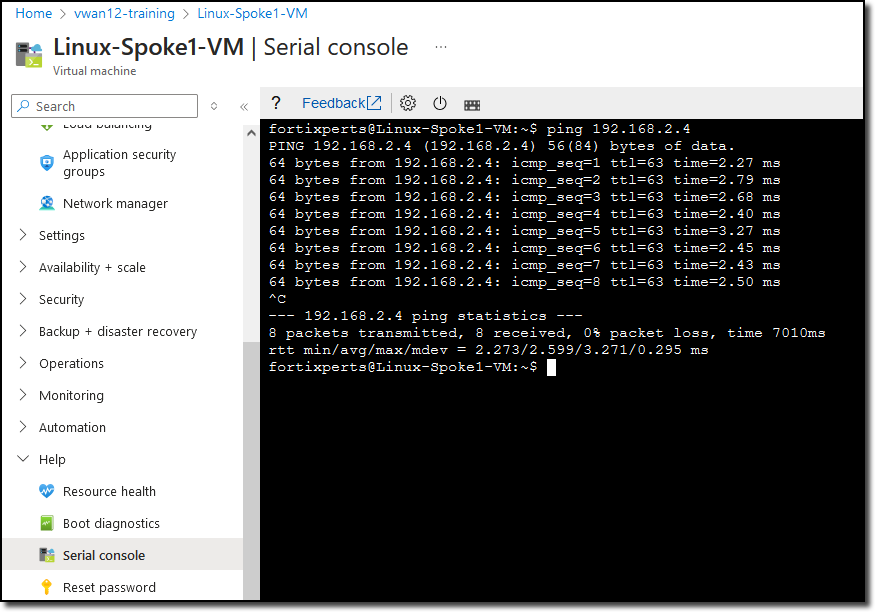 Home > vwan12-training > Linux-Spoke1-VM
Linux-Spoke1-VM | Serial console ...
Virtual machine
Search
«
? Feedback
Load balancing
Application security
groups
Network manager
Settings
Availability + scale
Security
Backup + disaster recovery
Operations
Monitoring
Automation
Help
Resource health
Boot diagnostics
Serial console
Reset password
fortixperts@Linux-Spoke1-VM:~$ ping 192.168.2.4
PING 192.168.2.4 (192.168.2.4) 56(84) bytes of data.
64 bytes from 192.168.2.4: icmp_seq=1 ttl=63 time=2.27 ms
64 bytes from 192.168.2.4: icmp_seq=2 ttl=63 time=2.79 ms
64 bytes from 192.168.2.4: icmp_seq=3 ttl=63 time=2.68 ms
64 bytes from 192.168.2.4: icmp_seq=4 ttl=63 time=2.40 ms
64 bytes from 192.168.2.4: icmp_seq=5 ttl=63 time=3.27 ms
64 bytes from 192.168.2.4: icmp_seq=6 ttl=63 time=2.45 ms
64 bytes from 192.168.2.4: icmp_seq=7 ttl=63 time=2.43 ms
64 bytes from 192.168.2.4: icmp_seq=8 ttl=63 time=2.50 ms
^C
--- 192.168.2.4 ping statistics ---
8 packets transmitted, 8 received, 0% packet loss, time 7010ms
rtt min/avg/max/mdev = 2.273/2.599/3.271/0.295 ms
fortixperts@Linux-Spoke1-VM:~$